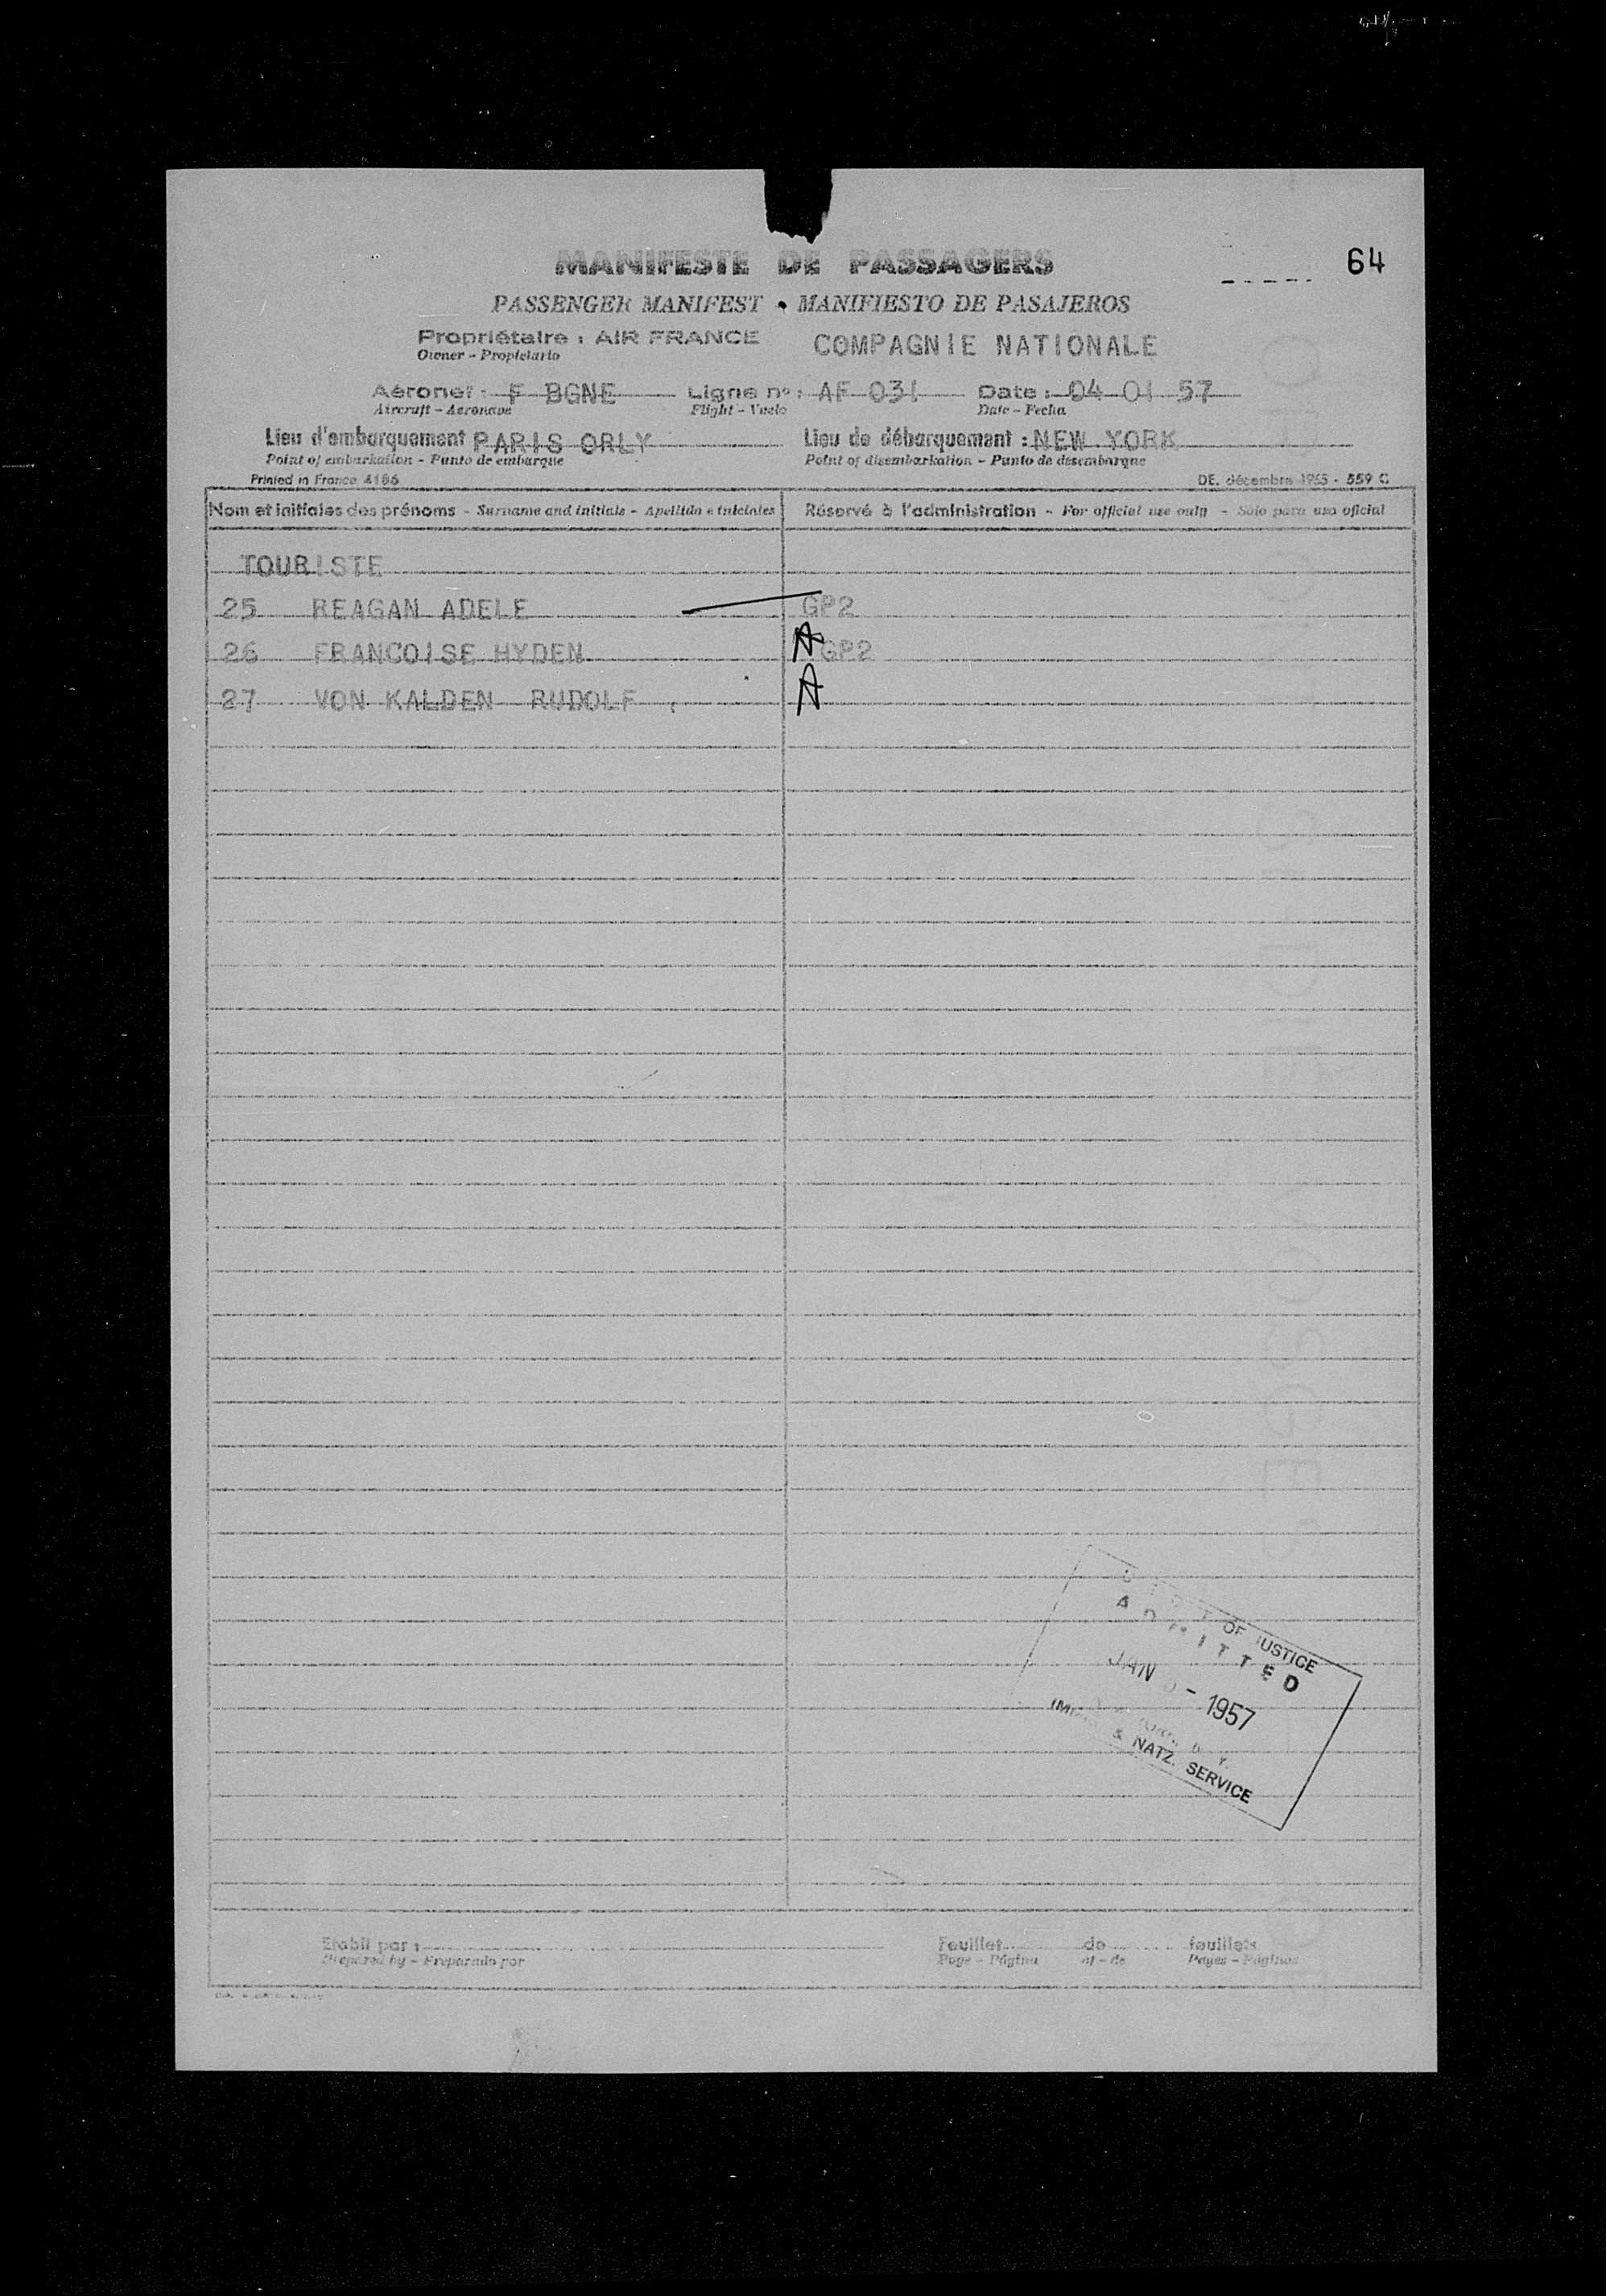 MANIFESTE DE PASSAGERS
64
PASSENGER MANIFEST • MANIFIESTO DE PASAJEROS
Propriétaire : AIR FRANCE COMPAGNIE NATIONALE
Owner - Propietario
Aéronef : F BGNE Ligne n° : AF 031 Date : 04 01 57
Aircraft - Aeronave Flight - Vuelo Date - Fecha
Lieu d'embarquement PARIS ORLY Lieu de débarquement : NEW YORK
Point of embarkation - Punto de embarque Point of disembarkation - Punto de desembarque
Printed in France 4186 DE. décembre 1955 - 559 C
Nom et initiales des prénoms - Surname and initials - Apellido e iniciales Réservé à l'administration - For official use only - Sólo para uso oficial
TOURISTE
25 REAGAN ADELE GP2
26 FRANCOISE HYDEN A GP2
27 VON KALDEN RUDOLF A
OF JUSTICE
ADMITTED
JAN - 1957
& NATZ. SERVICE
Etabli par : Feuillet de feuillets
Prepared by - Preparado por Page - Página of - de Pages - Páginas